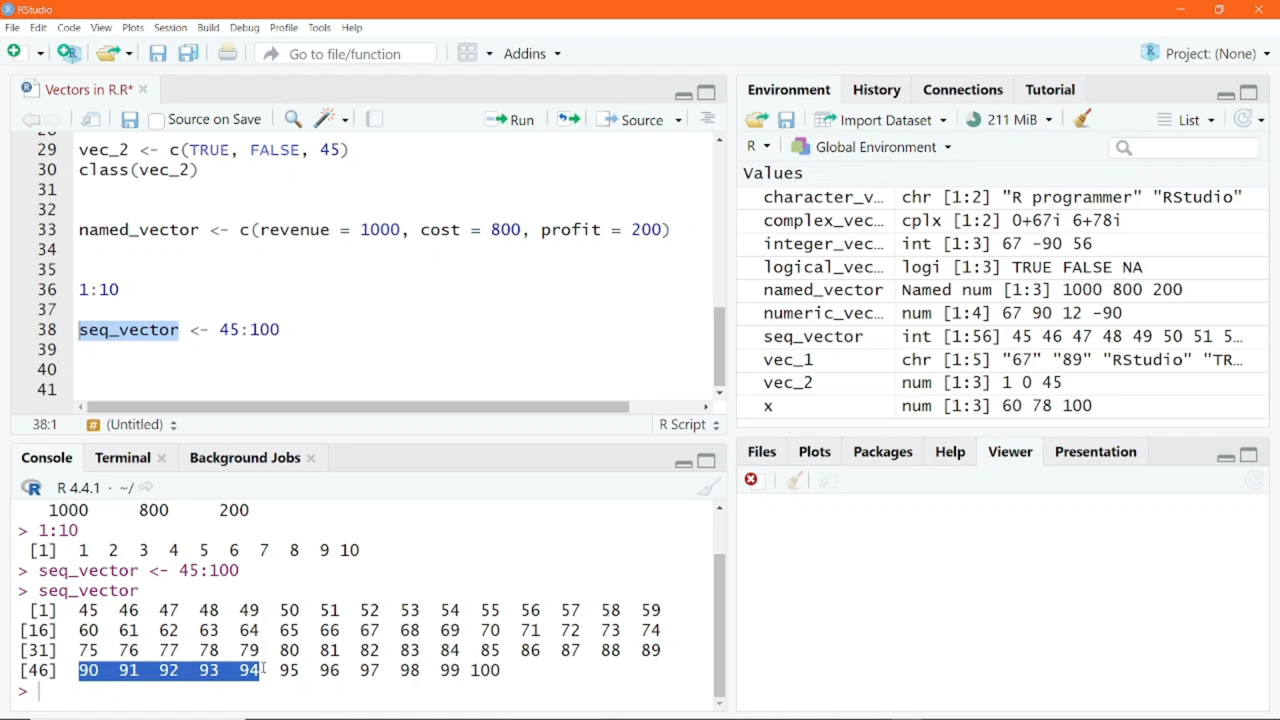 RStudio
File Edit Code View Plots Session Build Debug Profile Tools Help
Go to file/function Addins Project: (None)
Vectors in R.R*
Source on Save Run Source
29 vec_2 <- c(TRUE, FALSE, 45)
30 class(vec_2)
31
32
33 named_vector <- c(revenue = 1000, cost = 800, profit = 200)
34
35
36 1:10
37
38 seq_vector <- 45:100
39
40
41
38:1 (Untitled) R Script
Console Terminal Background Jobs
R 4.4.1 · ~/
1000 800 200
> 1:10
[1] 1 2 3 4 5 6 7 8 9 10
> seq_vector <- 45:100
> seq_vector
[1] 45 46 47 48 49 50 51 52 53 54 55 56 57 58 59
[16] 60 61 62 63 64 65 66 67 68 69 70 71 72 73 74
[31] 75 76 77 78 79 80 81 82 83 84 85 86 87 88 89
[46] 90 91 92 93 94 95 96 97 98 99 100
>
Environment History Connections Tutorial
Import Dataset 211 MiB List
R Global Environment
Values
character_v… chr [1:2] "R programmer" "RStudio"
complex_vec… cplx [1:2] 0+67i 6+78i
integer_vec… int [1:3] 67 -90 56
logical_vec… logi [1:3] TRUE FALSE NA
named_vector Named num [1:3] 1000 800 200
numeric_vec… num [1:4] 67 90 12 -90
seq_vector int [1:56] 45 46 47 48 49 50 51 5…
vec_1 chr [1:5] "67" "89" "RStudio" "TR…
vec_2 num [1:3] 1 0 45
x num [1:3] 60 78 100
Files Plots Packages Help Viewer Presentation